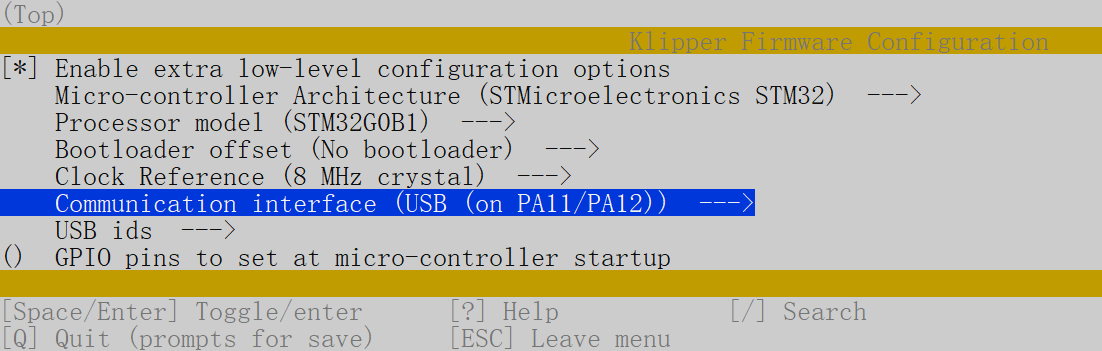 (Top)
Klipper Firmware Configuration
[*] Enable extra low-level configuration options
Micro-controller Architecture (STMicroelectronics STM32)  --->
Processor model (STM32G0B1)  --->
Bootloader offset (No bootloader)  --->
Clock Reference (8 MHz crystal)  --->
Communication interface (USB (on PA11/PA12))  --->
USB ids  --->
()  GPIO pins to set at micro-controller startup
[Space/Enter] Toggle/enter      [?] Help            [/] Search
[Q] Quit (prompts for save)     [ESC] Leave menu